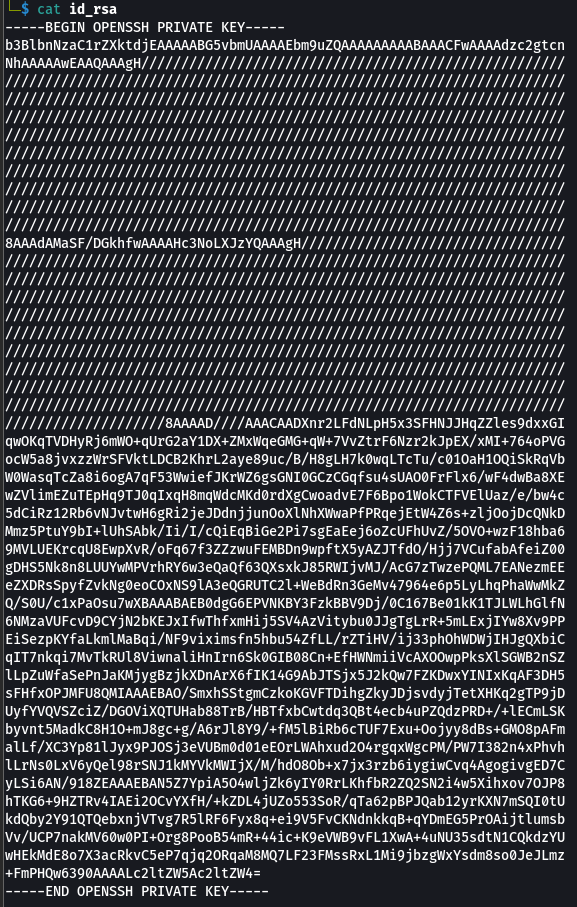 └─$ cat id_rsa
-----BEGIN OPENSSH PRIVATE KEY-----
b3BlbnNzaC1rZXktdjEAAAAABG5vbmUAAAAEbm9uZQAAAAAAAAABAAACFwAAAAdzc2gtcn
NhAAAAAwEAAQAAAgH/////////////////////////////////////////////////////
//////////////////////////////////////////////////////////////////////
//////////////////////////////////////////////////////////////////////
//////////////////////////////////////////////////////////////////////
//////////////////////////////////////////////////////////////////////
//////////////////////////////////////////////////////////////////////
//////////////////////////////////////////////////////////////////////
//////////////////////////////////////////////////////////////////////
//////////////////////////////////////////////////////////////////////
//////////////////////////////////////////////////////////////////////
8AAAdAMaSF/DGkhfwAAAAHc3NoLXJzYQAAAgH/////////////////////////////////
//////////////////////////////////////////////////////////////////////
//////////////////////////////////////////////////////////////////////
//////////////////////////////////////////////////////////////////////
//////////////////////////////////////////////////////////////////////
//////////////////////////////////////////////////////////////////////
//////////////////////////////////////////////////////////////////////
//////////////////////////////////////////////////////////////////////
//////////////////////////////////////////////////////////////////////
//////////////////////////////////////////////////////////////////////
////////////////////8AAAAD////AAACAADXnr2LFdNLpH5x3SFHNJJHqZZles9dxxGI
qwOKqTVDHyRj6mWO+qUrG2aY1DX+ZMxWqeGMG+qW+7VvZtrF6Nzr2kJpEX/xMI+764oPVG
ocW5a8jvxzzWrSFVktLDCB2KhrL2aye89uc/B/H8gLH7k0wqLTcTu/c01OaH1OQiSkRqVb
W0WasqTcZa8i6ogA7qF53WwiefJKrWZ6gsGNI0GCzCGqfsu4sUAO0FrFlx6/wF4dwBa8XE
wZVlimEZuTEpHq9TJ0qIxqH8mqWdcMKd0rdXgCwoadvE7F6Bpo1WokCTFVElUaz/e/bw4c
5dCiRz12Rb6vNJvtwH6gRi2jeJDdnjjunOoXlNhXWwaPfPRqejEtW4Z6s+zljOojDcQNkD
Mmz5PtuY9bI+lUhSAbk/Ii/I/cQiEqBiGe2Pi7sgEaEej6oZcUFhUvZ/5OVO+wzF18hba6
9MVLUEKrcqU8EwpXvR/oFq67f3ZZzwuFEMBDn9wpftX5yAZJTfdO/Hjj7VCufabAfeiZ00
gDHS5Nk8n8LUUYwMPVrhRY6w3eQaQf63QXsxkJ85RWIjvMJ/AcG7zTwzePQML7EANezmEE
eZXDRsSpyfZvkNg0eoCOxNS9lA3eQGRUTC2l+WeBdRn3GeMv47964e6p5LyLhqPhaWwMkZ
Q/S0U/c1xPaOsu7wXBAAABAEB0dgG6EPVNKBY3FzkBBV9Dj/0C167Be01kK1TJLWLhGlfN
6NMzaVUFcvD9CYjN2bKEJxIfwThfxmHij5SV4AzVitybu0JJgTgLrR+5mLExjIYw8Xv9PP
EiSezpKYfaLkmlMaBqi/NF9viximsfn5hbu54ZfLL/rZTiHV/ij33phOhWDWjIHJgQXbiC
qIT7nkqi7MvTkRUl8ViwnaliHnIrn6Sk0GIB08Cn+EfHWNmiiVcAXOOwpPksXlSGWB2nSZ
lLpZuWfaSePnJaKMjygBzjkXDnArX6fIK14G9AbJTSjx5J2kQw7FZKDwxYINIxKqAF3DH5
sFHfxOPJMFU8QMIAAAEBAO/SmxhSStgmCzkoKGVFTDihgZkyJDjsvdyjTetXHKq2gTP9jD
UyfYVQVSZciZ/DGOViXQTUHab88TrB/HBTfxbCwtdq3QBt4ecb4uPZQdzPRD+/+lECmLSK
byvnt5MadkC8H1O+mJ8gc+g/A6rJl8Y9/+fM5lBiRb6cTUF7Exu+Oojyy8dBs+GMO8pAFm
alLf/XC3Yp81lJyx9PJOSj3eVUBm0d01eEOrLWAhxud2O4rgqxWgcPM/PW7I382n4xPhvh
lLrNs0LxV6yQel98rSNJ1kMYVkMWIjX/M/hdO8Ob+x7jx3rzb6iygiwCvq4AgogivgED7C
yLSi6AN/918ZEAAAEBAN5Z7YpiA5O4wljZk6yIY0RrLKhfbR2ZQ2SN2i4w5Xihxov7OJP8
hTKG6+9HZTRv4IAEi2OCvYXfH/+kZDL4jUZo553SoR/qTa62pBPJQab12yrKXN7mSQI0tU
kdQby2Y91QTQebxnjVTvg7R5lRF6Fyx8q+ei9V5FvCKNdnkkqB+qYDmEG5PrOAijtlumsb
Vv/UCP7nakMV60w0PI+Org8PooB54mR+44ic+K9eVWB9vFL1XwA+4uNU35sdtN1CQkdzYU
wHEkMdE8o7X3acRkvC5eP7qjq2ORqaM8MQ7LF23FMssRxL1Mi9jbzgWxYsdm8so0JeJLmz
+FmPHQw6390AAAALc2ltZW5Ac2ltZW4=
-----END OPENSSH PRIVATE KEY-----